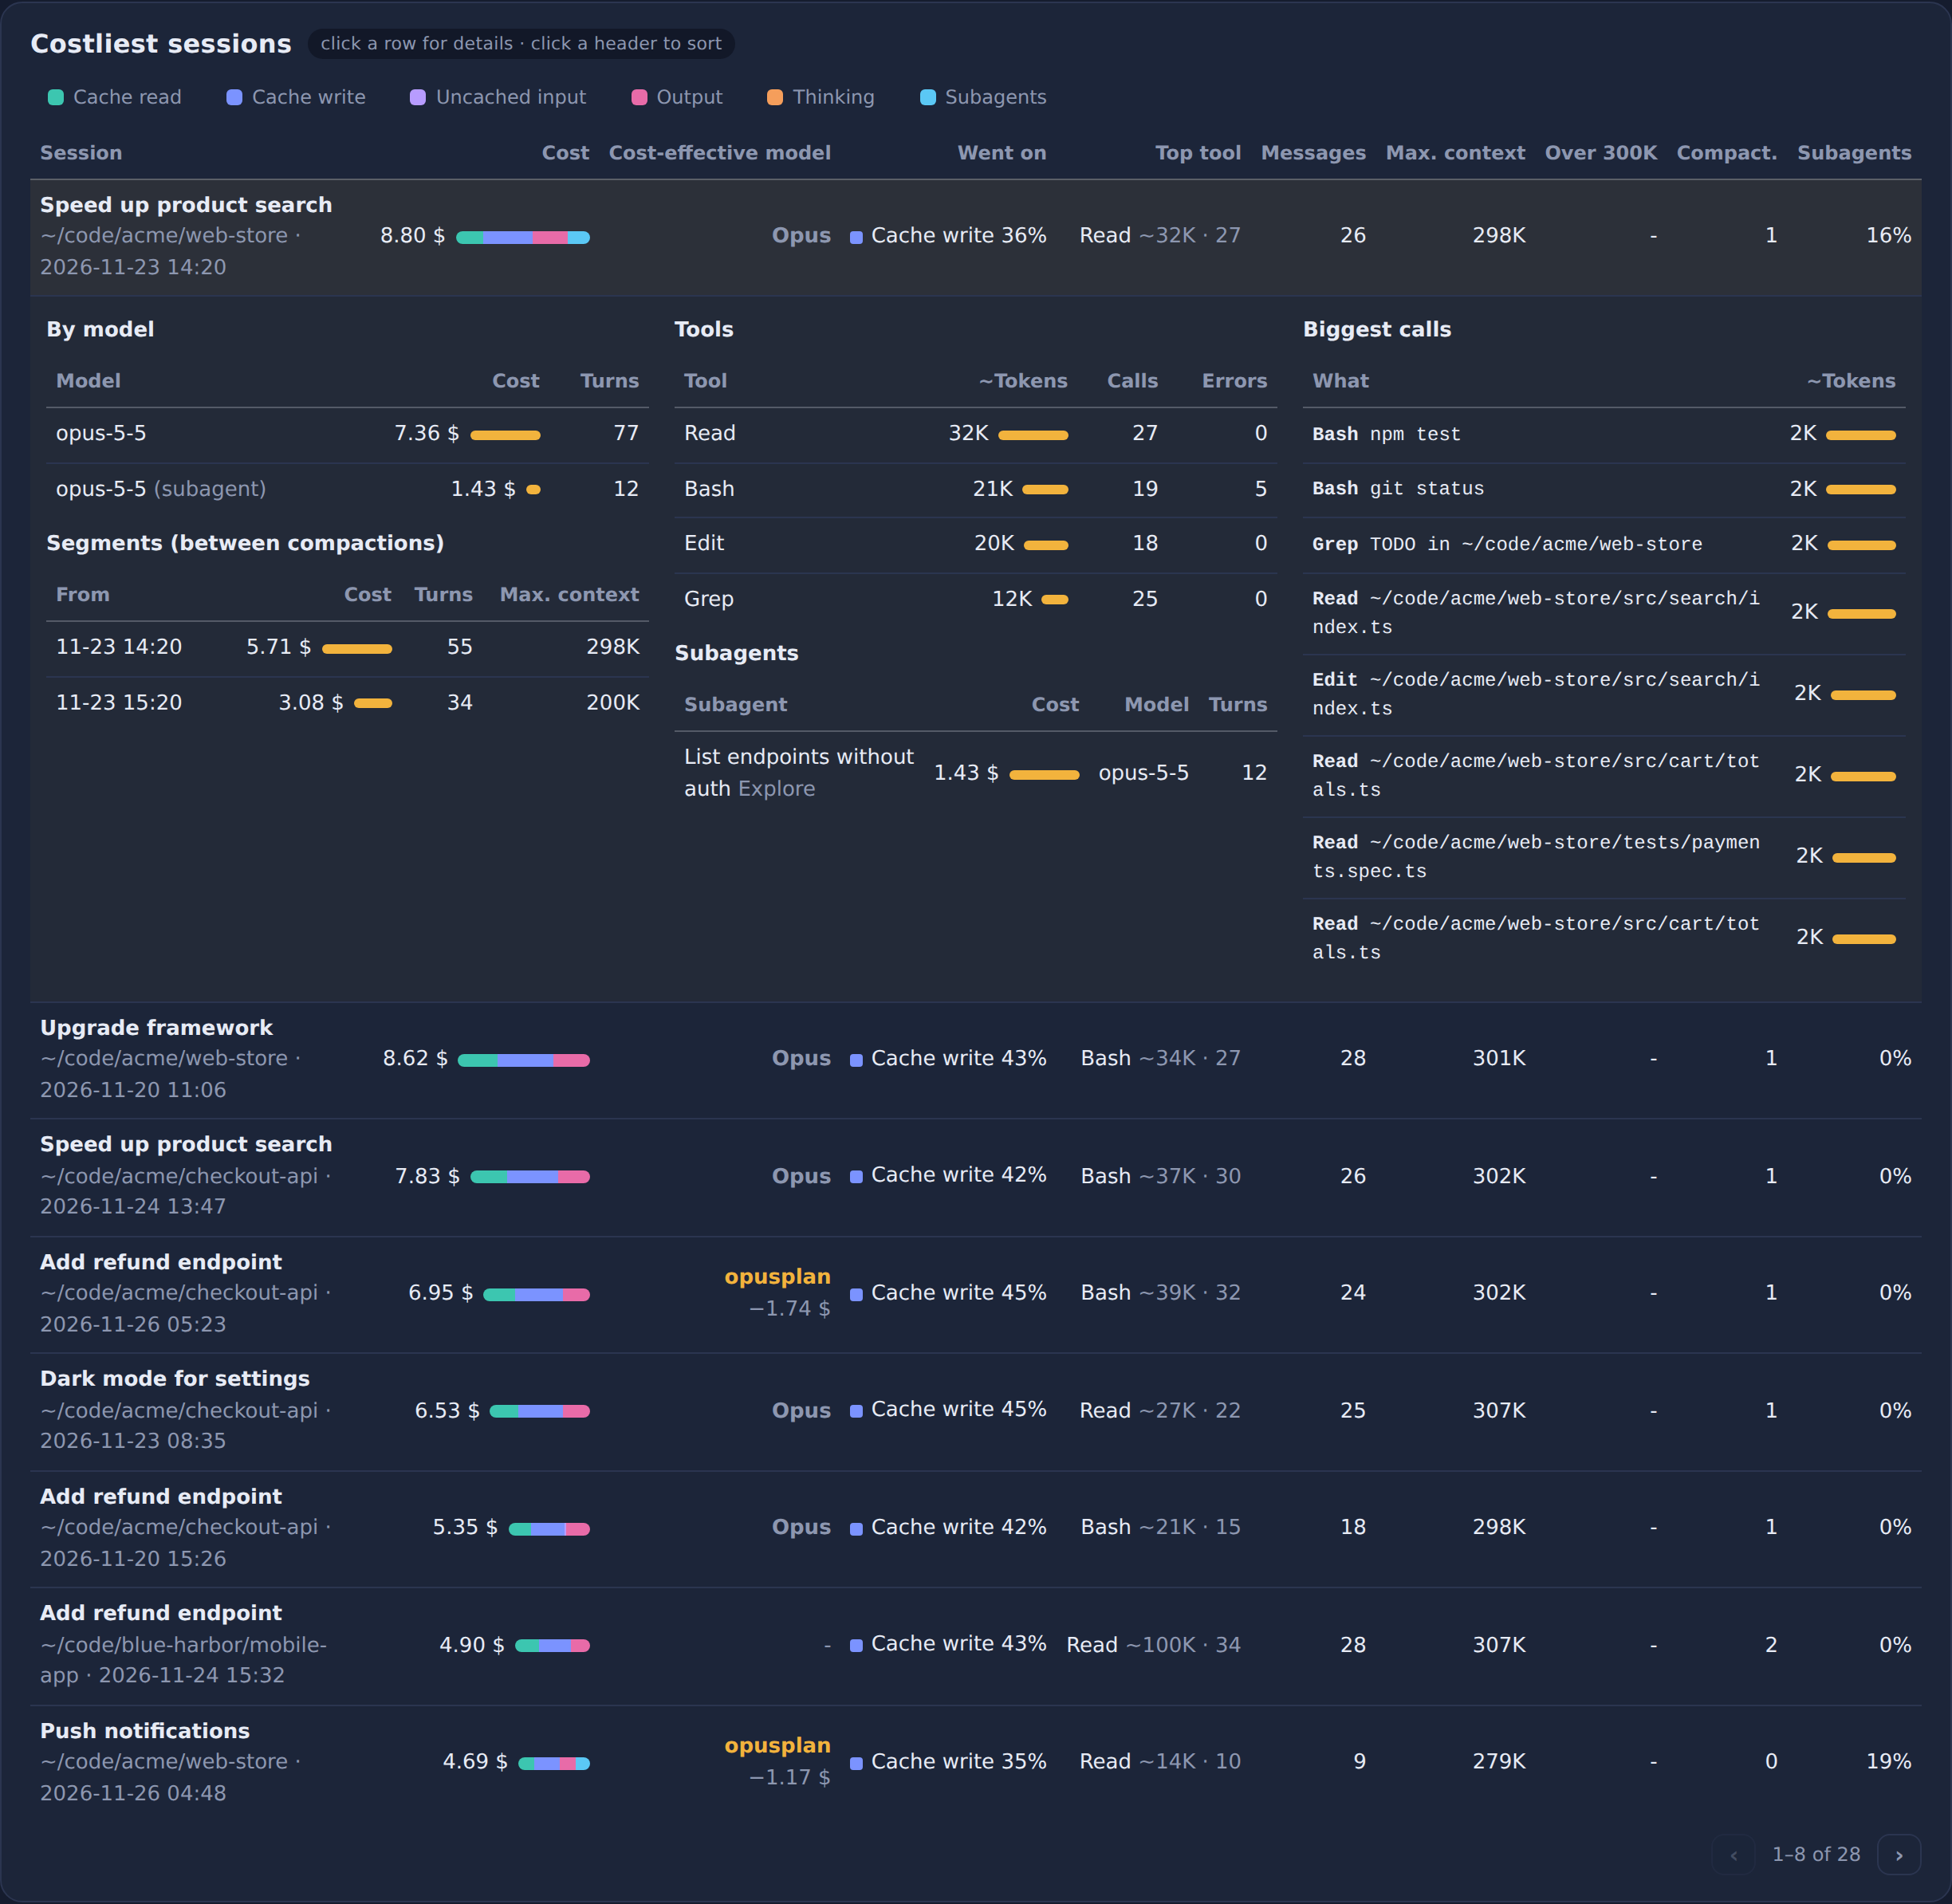 Costliest sessions click a row for details · click a header to sort
Cache read Cache write Uncached input Output Thinking Subagents
Session Cost Cost-effective model Went on Top tool Messages Max. context Over 300K Compact. Subagents
Speed up product search
~/code/acme/web-store ·
2026-11-23 14:20
8.80 $ Opus Cache write 36% Read ~32K · 27 26 298K - 1 16%
By model
Model Cost Turns
opus-5-5 7.36 $ 77
opus-5-5 (subagent) 1.43 $ 12
Segments (between compactions)
From Cost Turns Max. context
11-23 14:20 5.71 $ 55 298K
11-23 15:20 3.08 $ 34 200K
Tools
Tool ~Tokens Calls Errors
Read 32K 27 0
Bash 21K 19 5
Edit 20K 18 0
Grep 12K 25 0
Subagents
Subagent Cost Model Turns
List endpoints without
auth Explore
1.43 $ opus-5-5 12
Biggest calls
What ~Tokens
Bash npm test 2K
Bash git status 2K
Grep TODO in ~/code/acme/web-store 2K
Read ~/code/acme/web-store/src/search/i
ndex.ts
2K
Edit ~/code/acme/web-store/src/search/i
ndex.ts
2K
Read ~/code/acme/web-store/src/cart/tot
als.ts
2K
Read ~/code/acme/web-store/tests/paymen
ts.spec.ts
2K
Read ~/code/acme/web-store/src/cart/tot
als.ts
2K
Upgrade framework
~/code/acme/web-store ·
2026-11-20 11:06
8.62 $ Opus Cache write 43% Bash ~34K · 27 28 301K - 1 0%
Speed up product search
~/code/acme/checkout-api ·
2026-11-24 13:47
7.83 $ Opus Cache write 42% Bash ~37K · 30 26 302K - 1 0%
Add refund endpoint
~/code/acme/checkout-api ·
2026-11-26 05:23
6.95 $
opusplan
−1.74 $
Cache write 45% Bash ~39K · 32 24 302K - 1 0%
Dark mode for settings
~/code/acme/checkout-api ·
2026-11-23 08:35
6.53 $ Opus Cache write 45% Read ~27K · 22 25 307K - 1 0%
Add refund endpoint
~/code/acme/checkout-api ·
2026-11-20 15:26
5.35 $ Opus Cache write 42% Bash ~21K · 15 18 298K - 1 0%
Add refund endpoint
~/code/blue-harbor/mobile-
app · 2026-11-24 15:32
4.90 $ - Cache write 43% Read ~100K · 34 28 307K - 2 0%
Push notifications
~/code/acme/web-store ·
2026-11-26 04:48
4.69 $
opusplan
−1.17 $
Cache write 35% Read ~14K · 10 9 279K - 0 19%
‹ 1–8 of 28 ›